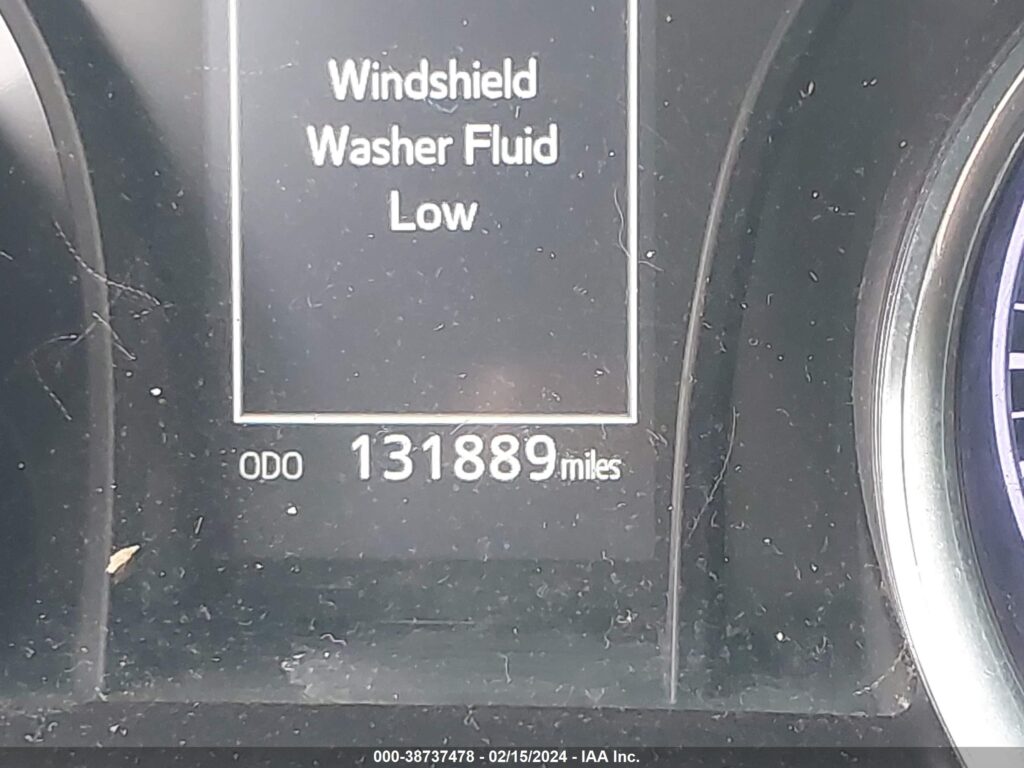 Windshield
Washer Fluid
Low
ODO 131889 miles
000-38737478 - 02/15/2024 - IAA Inc.